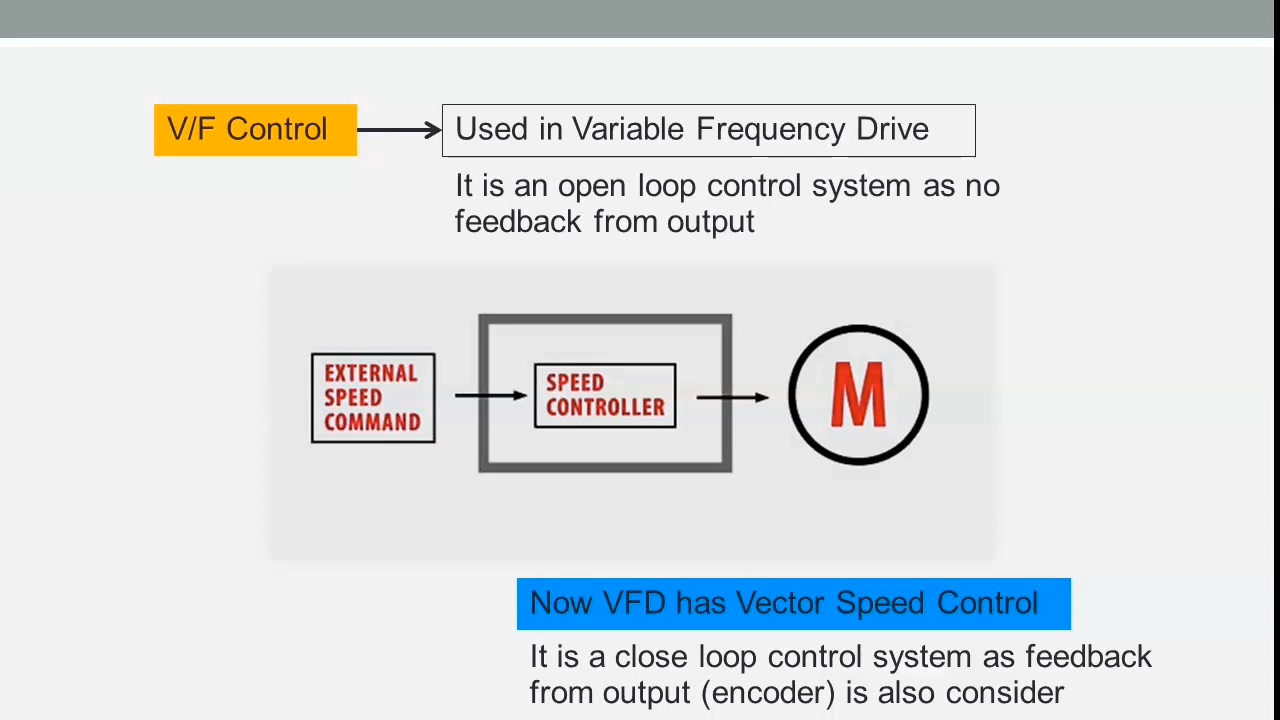 V/F Control
Used in Variable Frequency Drive
It is an open loop control system as no
feedback from output
EXTERNAL
SPEED
COMMAND
SPEED
CONTROLLER
M
Now VFD has Vector Speed Control
It is a close loop control system as feedback
from output (encoder) is also consider